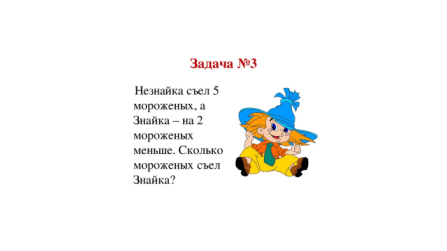 Задача №3
Незнайка съел 5
мороженых, а
Знайка – на 2
мороженых
меньше. Сколько
мороженых съел
Знайка?